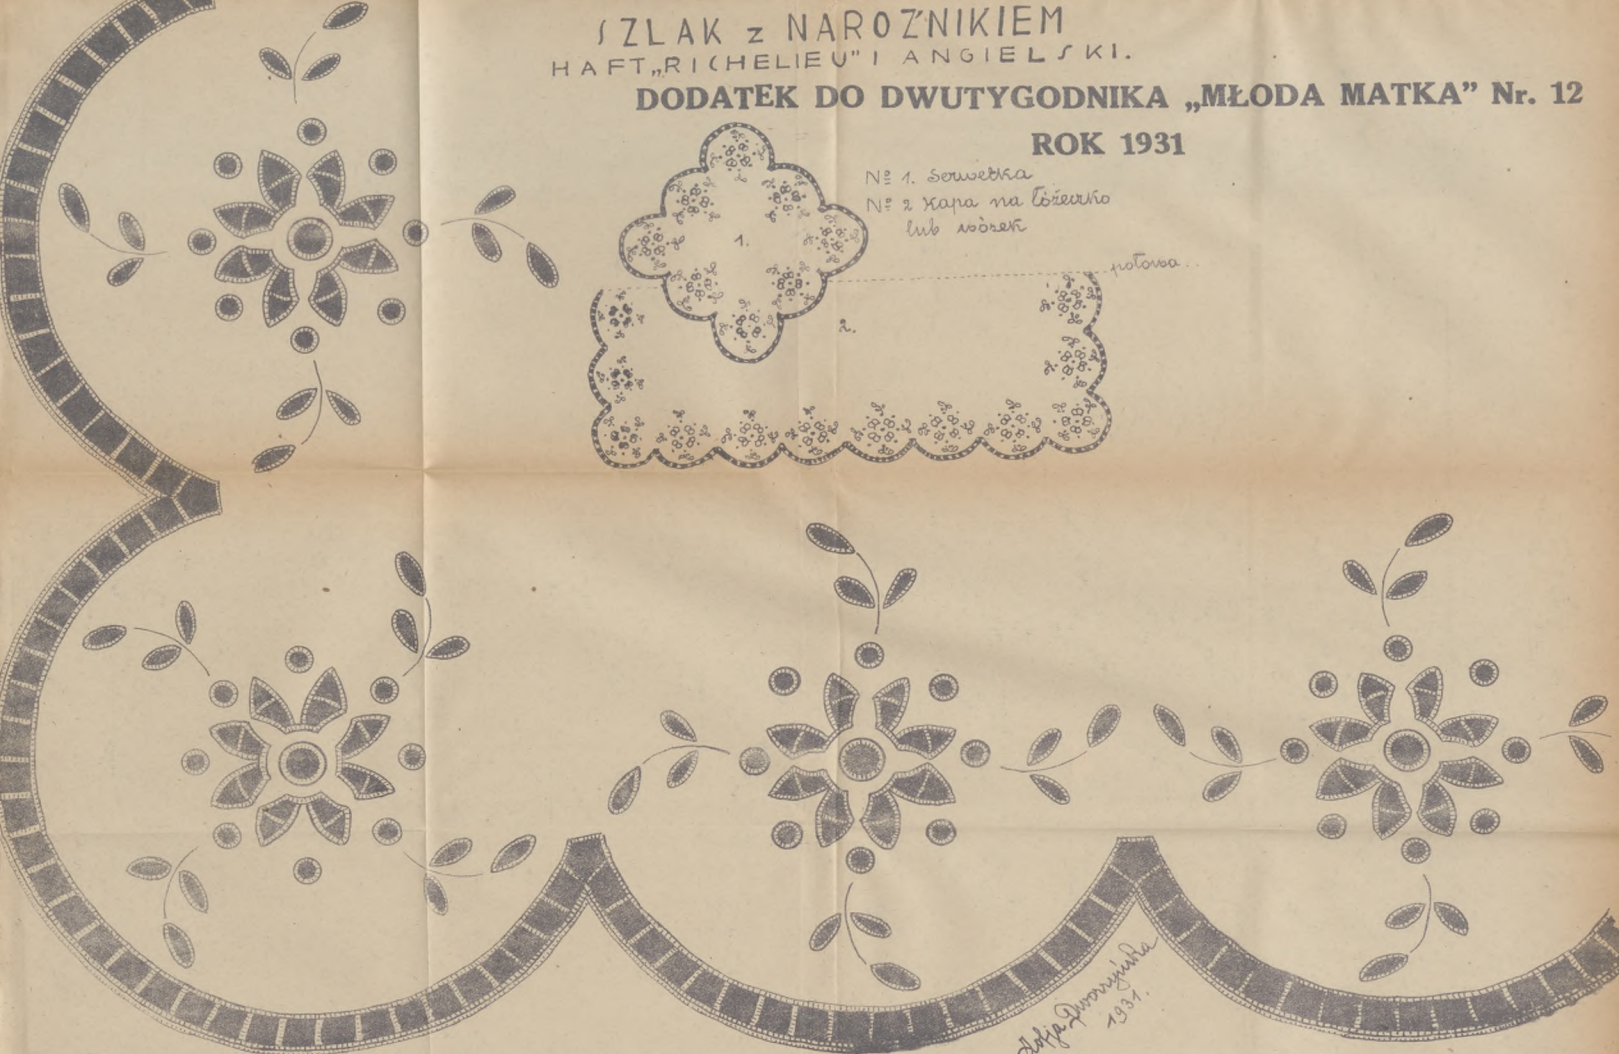 SZLAK z NAROŻNIKIEM
HAFT „RICHELIEU” I ANGIELSKI.
DODATEK DO DWUTYGODNIKA „MŁODA MATKA” Nr. 12
ROK 1931
№ 1. Serwetka
№ 2 Kapa na łóżeczko
lub wózek
połowa..
1.
2.
Zofja Dworzyńska
1931.